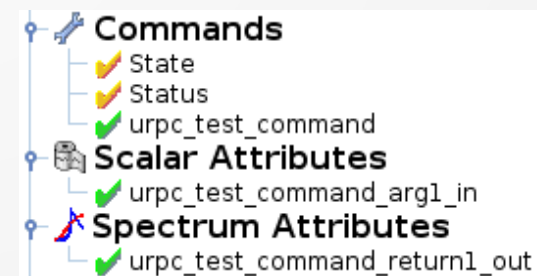 Commands
State
Status
urpc_test_command
Scalar Attributes
urpc_test_command_arg1_in
Spectrum Attributes
urpc_test_command_return1_out